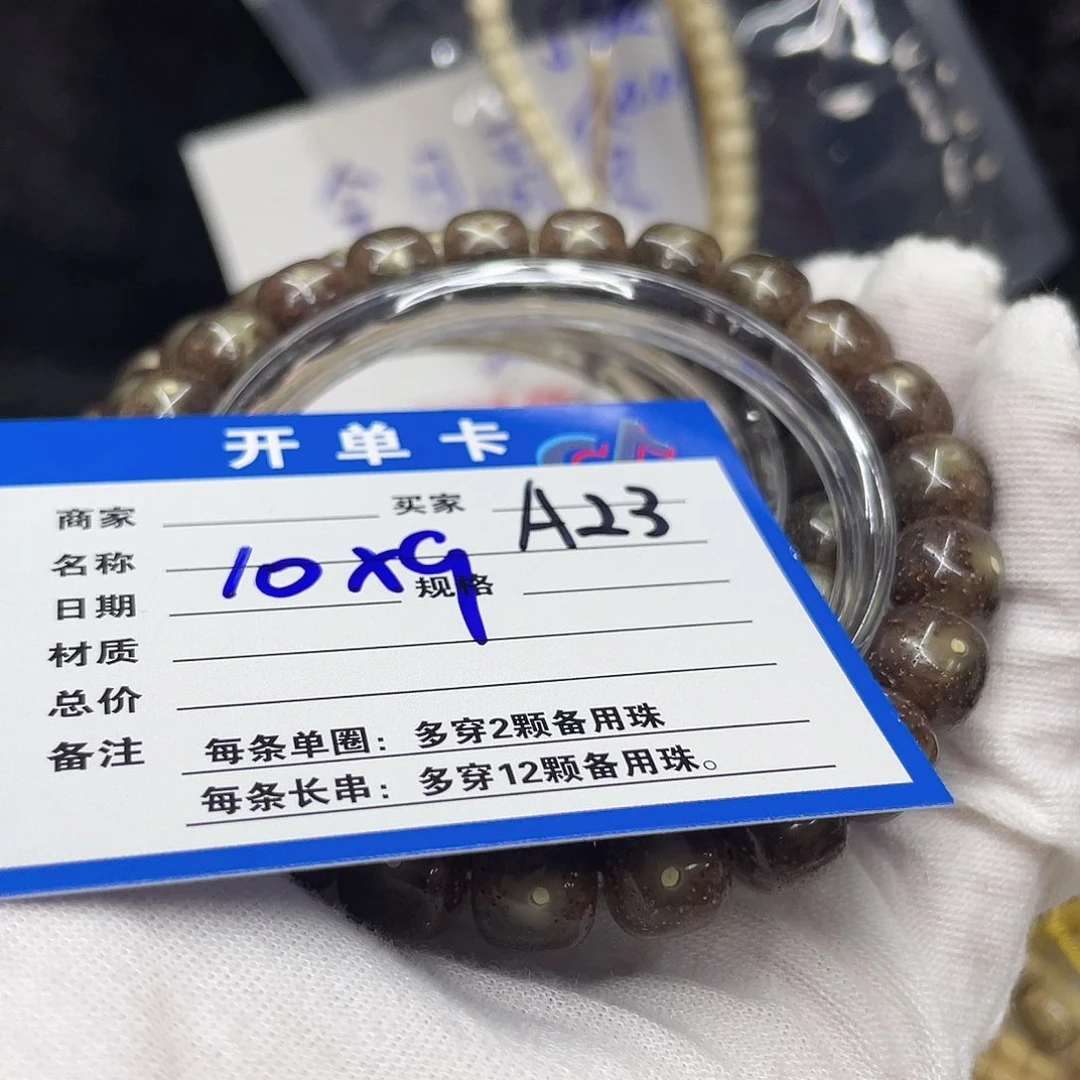 开单卡
商家 买家 A23
名称 10x9
日期 规格
材质
总价
备注 每条单圈：多穿2颗备用珠
每条长串：多穿12颗备用珠。